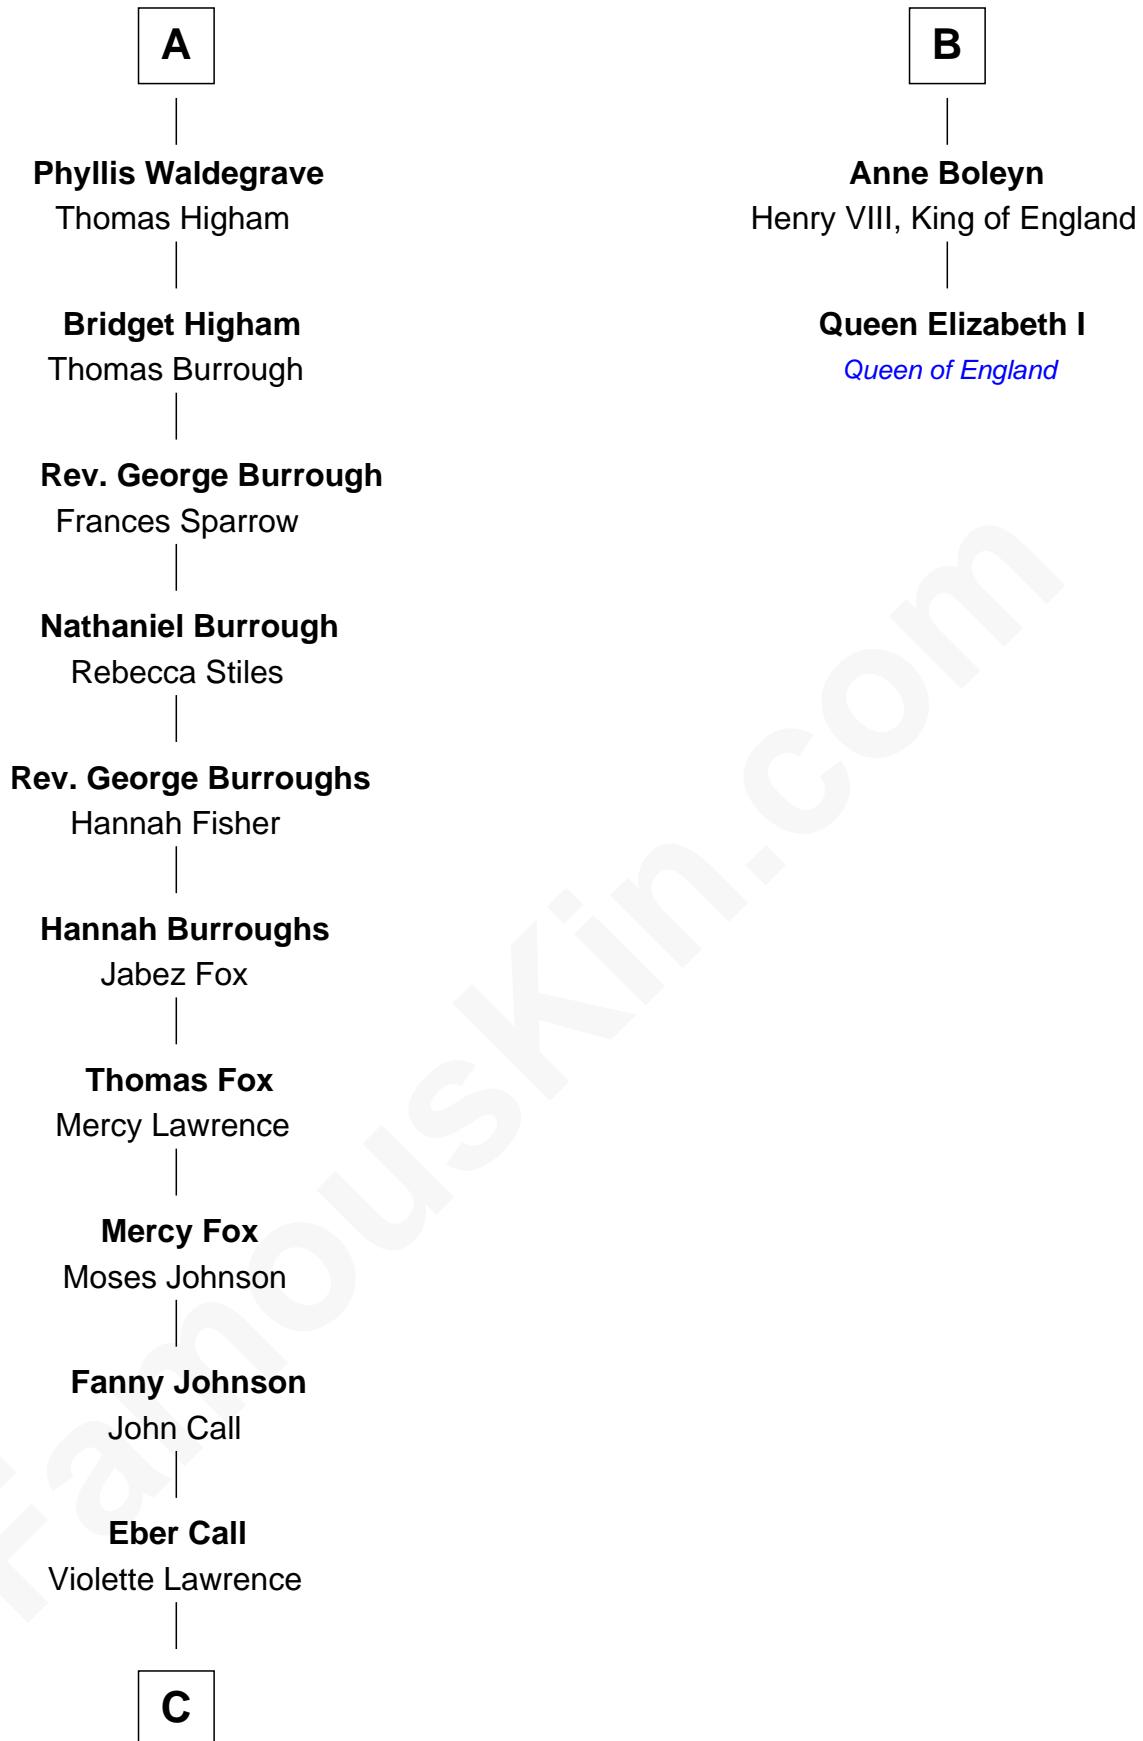 A
Phyllis Waldegrave
Thomas Higham
Bridget Higham
Thomas Burrough
Rev. George Burrough
Frances Sparrow
Nathaniel Burrough
Rebecca Stiles
Rev. George Burroughs
Hannah Fisher
Hannah Burroughs
Jabez Fox
Thomas Fox
Mercy Lawrence
Mercy Fox
Moses Johnson
Fanny Johnson
John Call
Eber Call
Violette Lawrence
C
B
Anne Boleyn
Henry VIII, King of England
Queen Elizabeth I
Queen of England
FamousKin.com